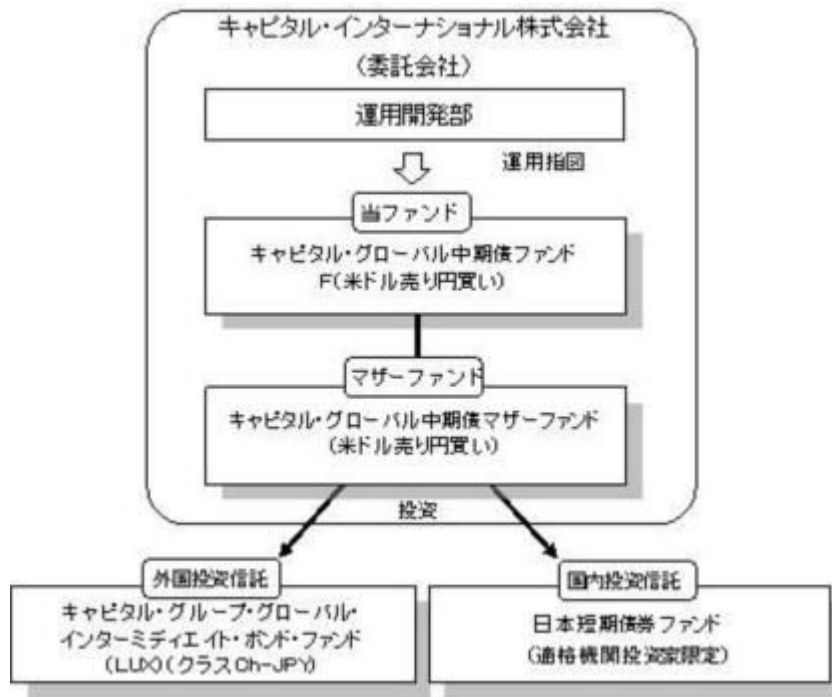 キャピタル・インターナショナル株式会社
（委託会社）
運用開発部
運用指図
当ファンド
キャピタル・グローバル中期債ファンド
F（米ドル売り円買い）
マザーファンド
キャピタル・グローバル中期債マザーファンド
（米ドル売り円買い）
投資
外国投資信託
キャピタル・グループ・グローバル・
インターミディエイト・ボンド・ファンド
（LUX）（クラスCh-JPY）
国内投資信託
日本短期債券ファンド
（適格機関投資家限定）